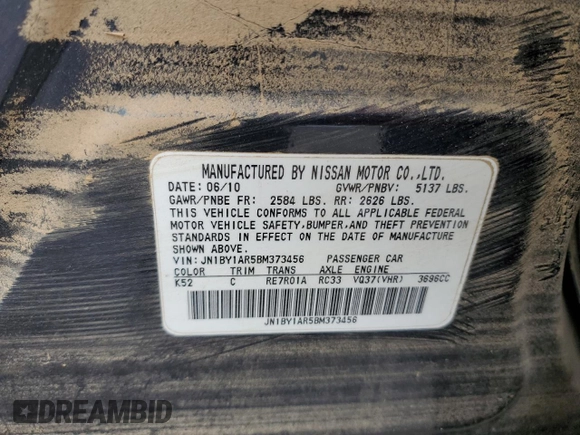 MANUFACTURED BY NISSAN MOTOR CO.,LTD.
DATE: 06/10 GVWR/PNBV: 5137 LBS.
GAWR/PNBE FR: 2584 LBS. RR: 2626 LBS.
THIS VEHICLE CONFORMS TO ALL APPLICABLE FEDERAL
MOTOR VEHICLE SAFETY,BUMPER,AND THEFT PREVENTION
STANDARDS IN EFFECT ON THE DATE OF MANUFACTURE
SHOWN ABOVE.
VIN: JN1BY1AR5BM373456 PASSENGER CAR
COLOR TRIM TRANS AXLE ENGINE
K52 C RE7R01A RC33 VQ37(VHR) 3696CC
JN1BY1AR5BM373456
DREAMBID